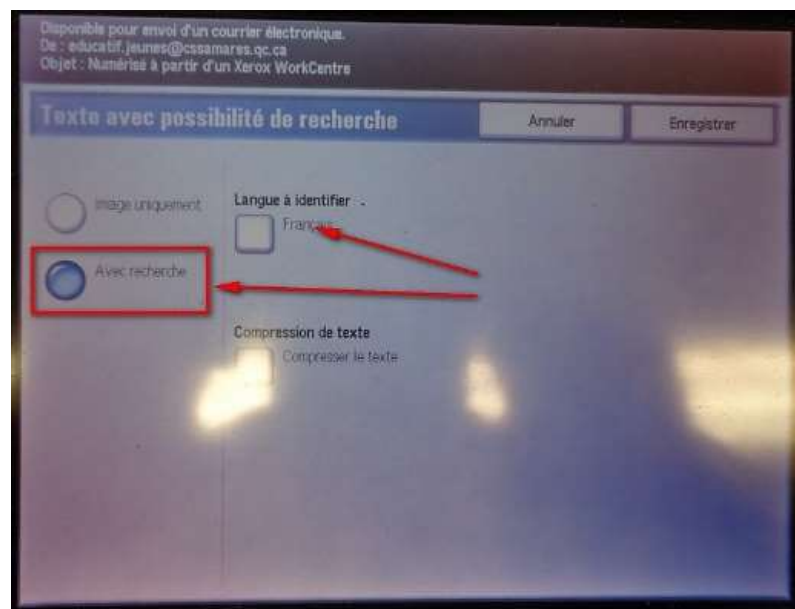 Disponible pour envoi d'un courrier électronique.
De : educatif.jeunes@cssamares.qc.ca
Objet : Numérisé à partir d'un Xerox WorkCentre
Texte avec possibilité de recherche
Annuler
Enregistrer
Image uniquement
Avec recherche
Langue à identifier
Français
Compression de texte
Compresser le texte